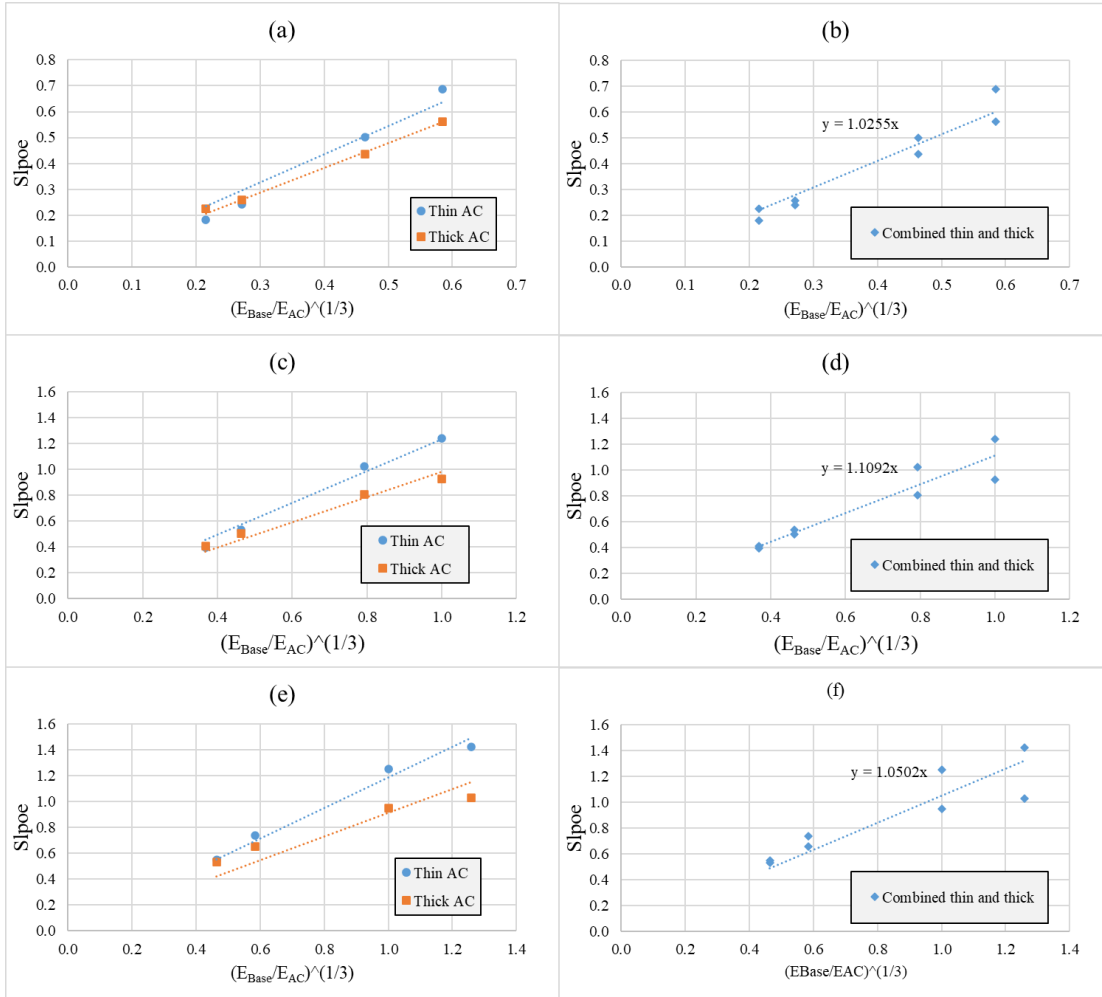 (a)
0.8
0.7
0.6
0.5
0.4
0.3
0.2
0.1
0.0
Slpoe
Thin AC
Thick AC
0.0 0.1 0.2 0.3 0.4 0.5 0.6 0.7
(E_Base/E_AC)^(1/3)
(b)
0.8
0.7
0.6
0.5
0.4
0.3
0.2
0.1
0.0
Slpoe
y = 1.0255x
Combined thin and thick
0.0 0.1 0.2 0.3 0.4 0.5 0.6 0.7
(E_Base/E_AC)^(1/3)
(c)
1.6
1.4
1.2
1.0
0.8
0.6
0.4
0.2
0.0
Slpoe
Thin AC
Thick AC
0.0 0.2 0.4 0.6 0.8 1.0 1.2
(E_Base/E_AC)^(1/3)
(d)
1.6
1.4
1.2
1.0
0.8
0.6
0.4
0.2
0.0
Slpoe
y = 1.1092x
Combined thin and thick
0.0 0.2 0.4 0.6 0.8 1.0 1.2
(E_Base/E_AC)^(1/3)
(e)
1.6
1.4
1.2
1.0
0.8
0.6
0.4
0.2
0.0
Slpoe
Thin AC
Thick AC
0.0 0.2 0.4 0.6 0.8 1.0 1.2 1.4
(E_Base/E_AC)^(1/3)
(f)
1.6
1.4
1.2
1.0
0.8
0.6
0.4
0.2
0.0
Slpoe
y = 1.0502x
Combined thin and thick
0.0 0.2 0.4 0.6 0.8 1.0 1.2 1.4
(EBase/EAC)^(1/3)